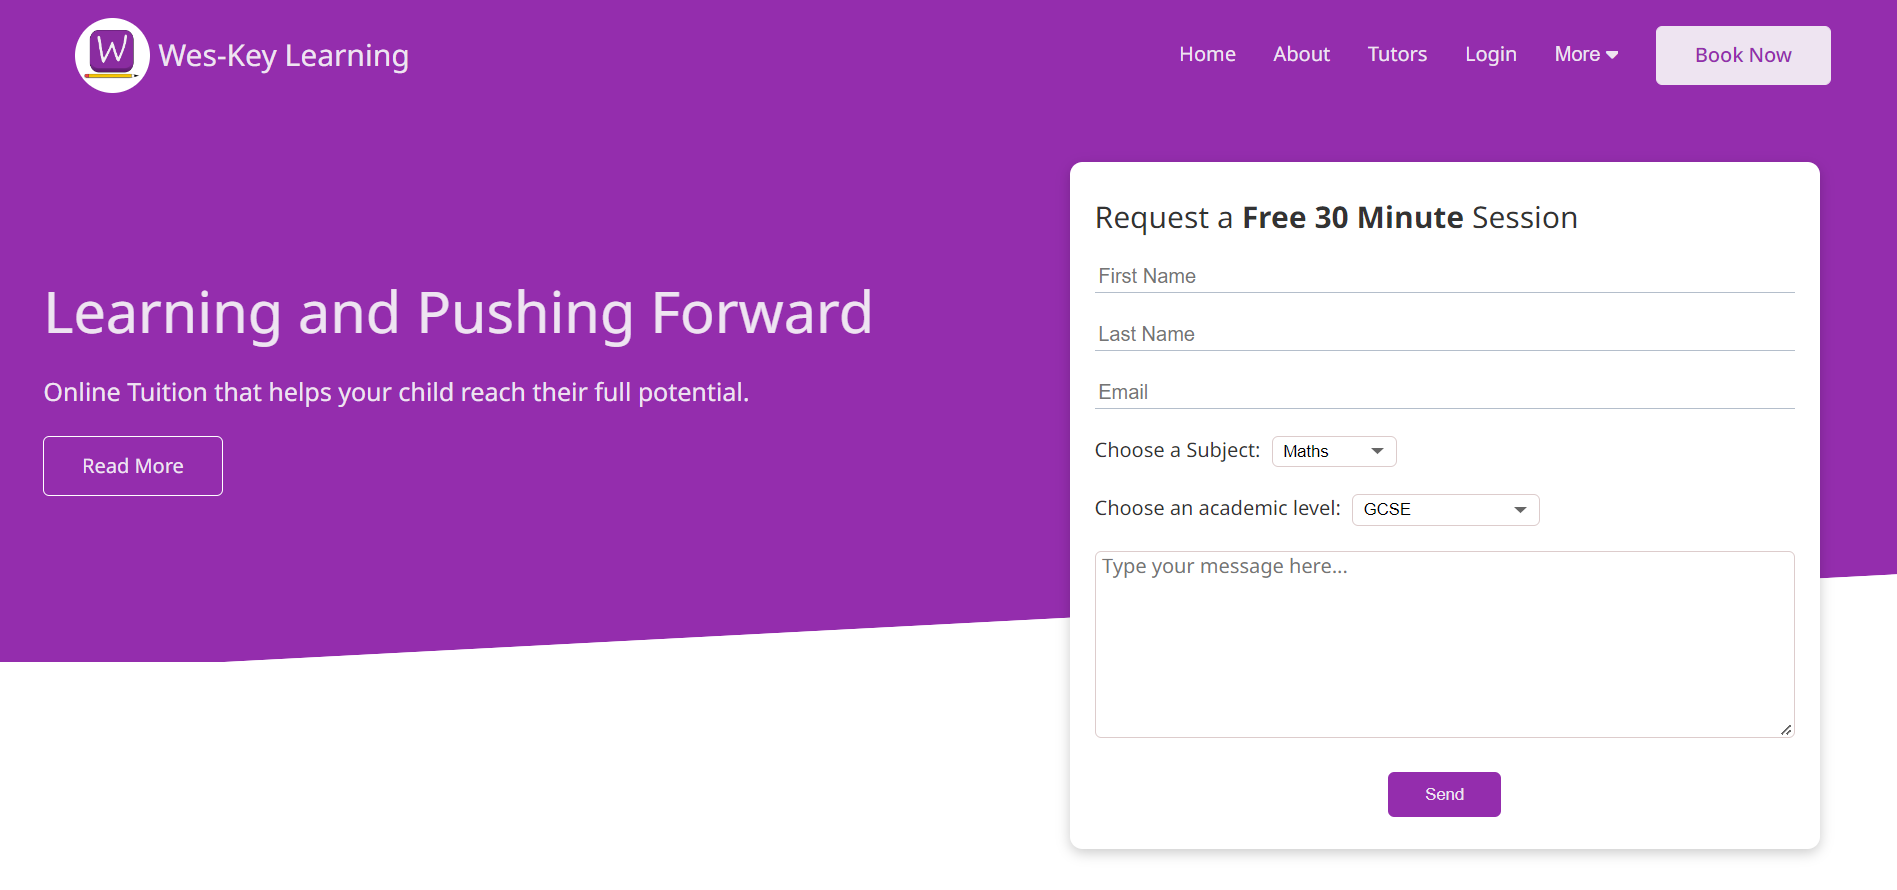 W
Wes-Key Learning
Home About Tutors Login More Book Now
Learning and Pushing Forward
Online Tuition that helps your child reach their full potential.
Read More
Request a Free 30 Minute Session
First Name
Last Name
Email
Choose a Subject: Maths
Choose an academic level: GCSE
Type your message here...
Send